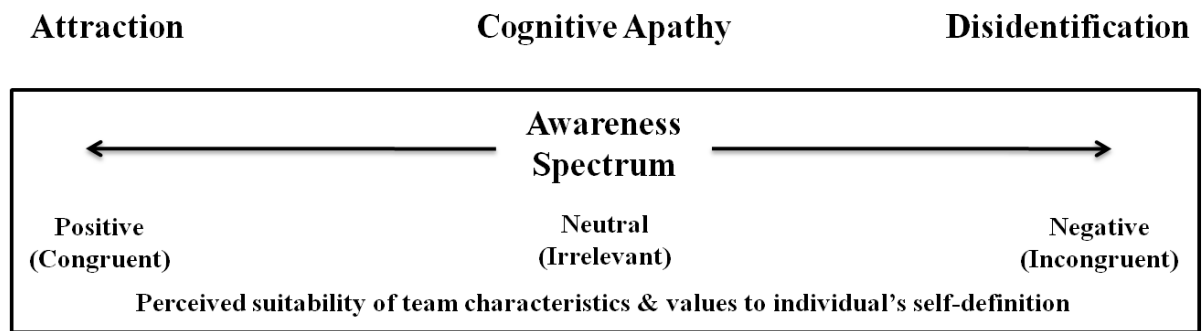 Attraction Cognitive Apathy Disidentification
Awareness
Spectrum
Positive Neutral Negative
(Congruent) (Irrelevant) (Incongruent)
Perceived suitability of team characteristics & values to individual's self-definition